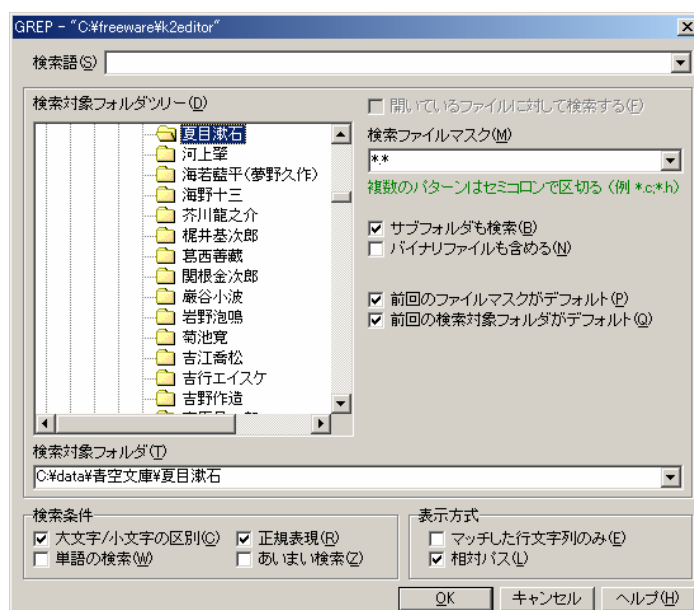 GREP - "C:¥freeware¥k2editor"
検索語(S)
検索対象フォルダツリー(D)
夏目漱石
河上肇
海若藍平(夢野久作)
海野十三
芥川龍之介
梶井基次郎
葛西善蔵
関根金次郎
巌谷小波
岩野泡鳴
菊池寛
吉江喬松
吉行エイスケ
吉野作造
開いているファイルに対して検索する(F)
検索ファイルマスク(M)
*.*
複数のパターンはセミコロンで区切る (例 *.c;*.h)
サブフォルダも検索(B)
バイナリファイルも含める(N)
前回のファイルマスクがデフォルト(P)
前回の検索対象フォルダがデフォルト(Q)
検索対象フォルダ(T)
C:¥data¥青空文庫¥夏目漱石
検索条件
大文字/小文字の区別(C)
正規表現(R)
単語の検索(W)
あいまい検索(Z)
表示方式
マッチした行文字列のみ(E)
相対パス(L)
OK
キャンセル
ヘルプ(H)